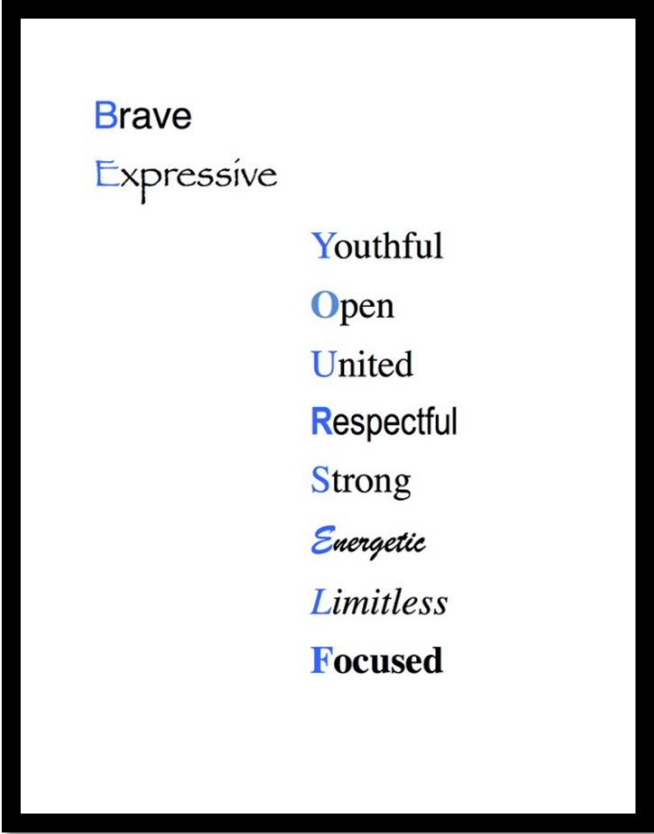 Brave
Expressive
Youthful
Open
United
Respectful
Strong
Energetic
Limitless
Focused